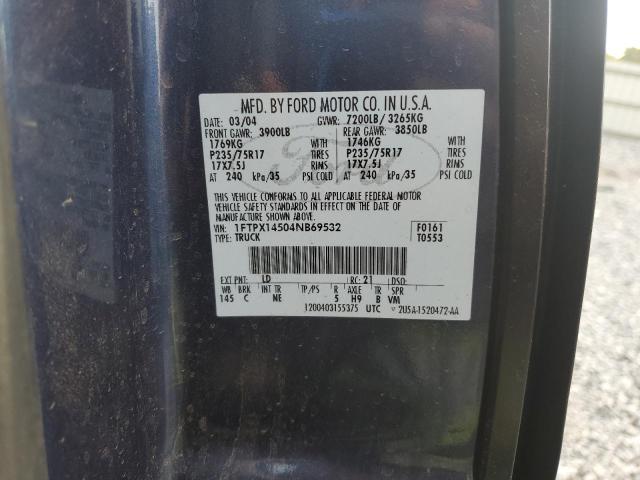 MFD. BY FORD MOTOR CO. IN U.S.A.
DATE: 03/04 GVWR: 7200LB/ 3265KG
FRONT GAWR: 3900LB REAR GAWR: 3850LB
1769KG WITH 1746KG WITH
P235/75R17 TIRES P235/75R17 TIRES
17X7.5J RIMS 17X7.5J RIMS
AT 240 kPa/35 PSI COLD AT 240 kPa/35 PSI COLD
Ford
THIS VEHICLE CONFORMS TO ALL APPLICABLE FEDERAL MOTOR
VEHICLE SAFETY STANDARDS IN EFFECT ON THE DATE OF
MANUFACTURE SHOWN ABOVE.
VIN: 1FTPX14504NB69532 F0161
TYPE: TRUCK T0553
EXT PNT: LD RC: 21 DSO:
WB BRK INT TR TP/PS R AXLE TR SPR
145 C NE 5 H9 B VM
1200403155375 UTC 2U5A-1520472-AA